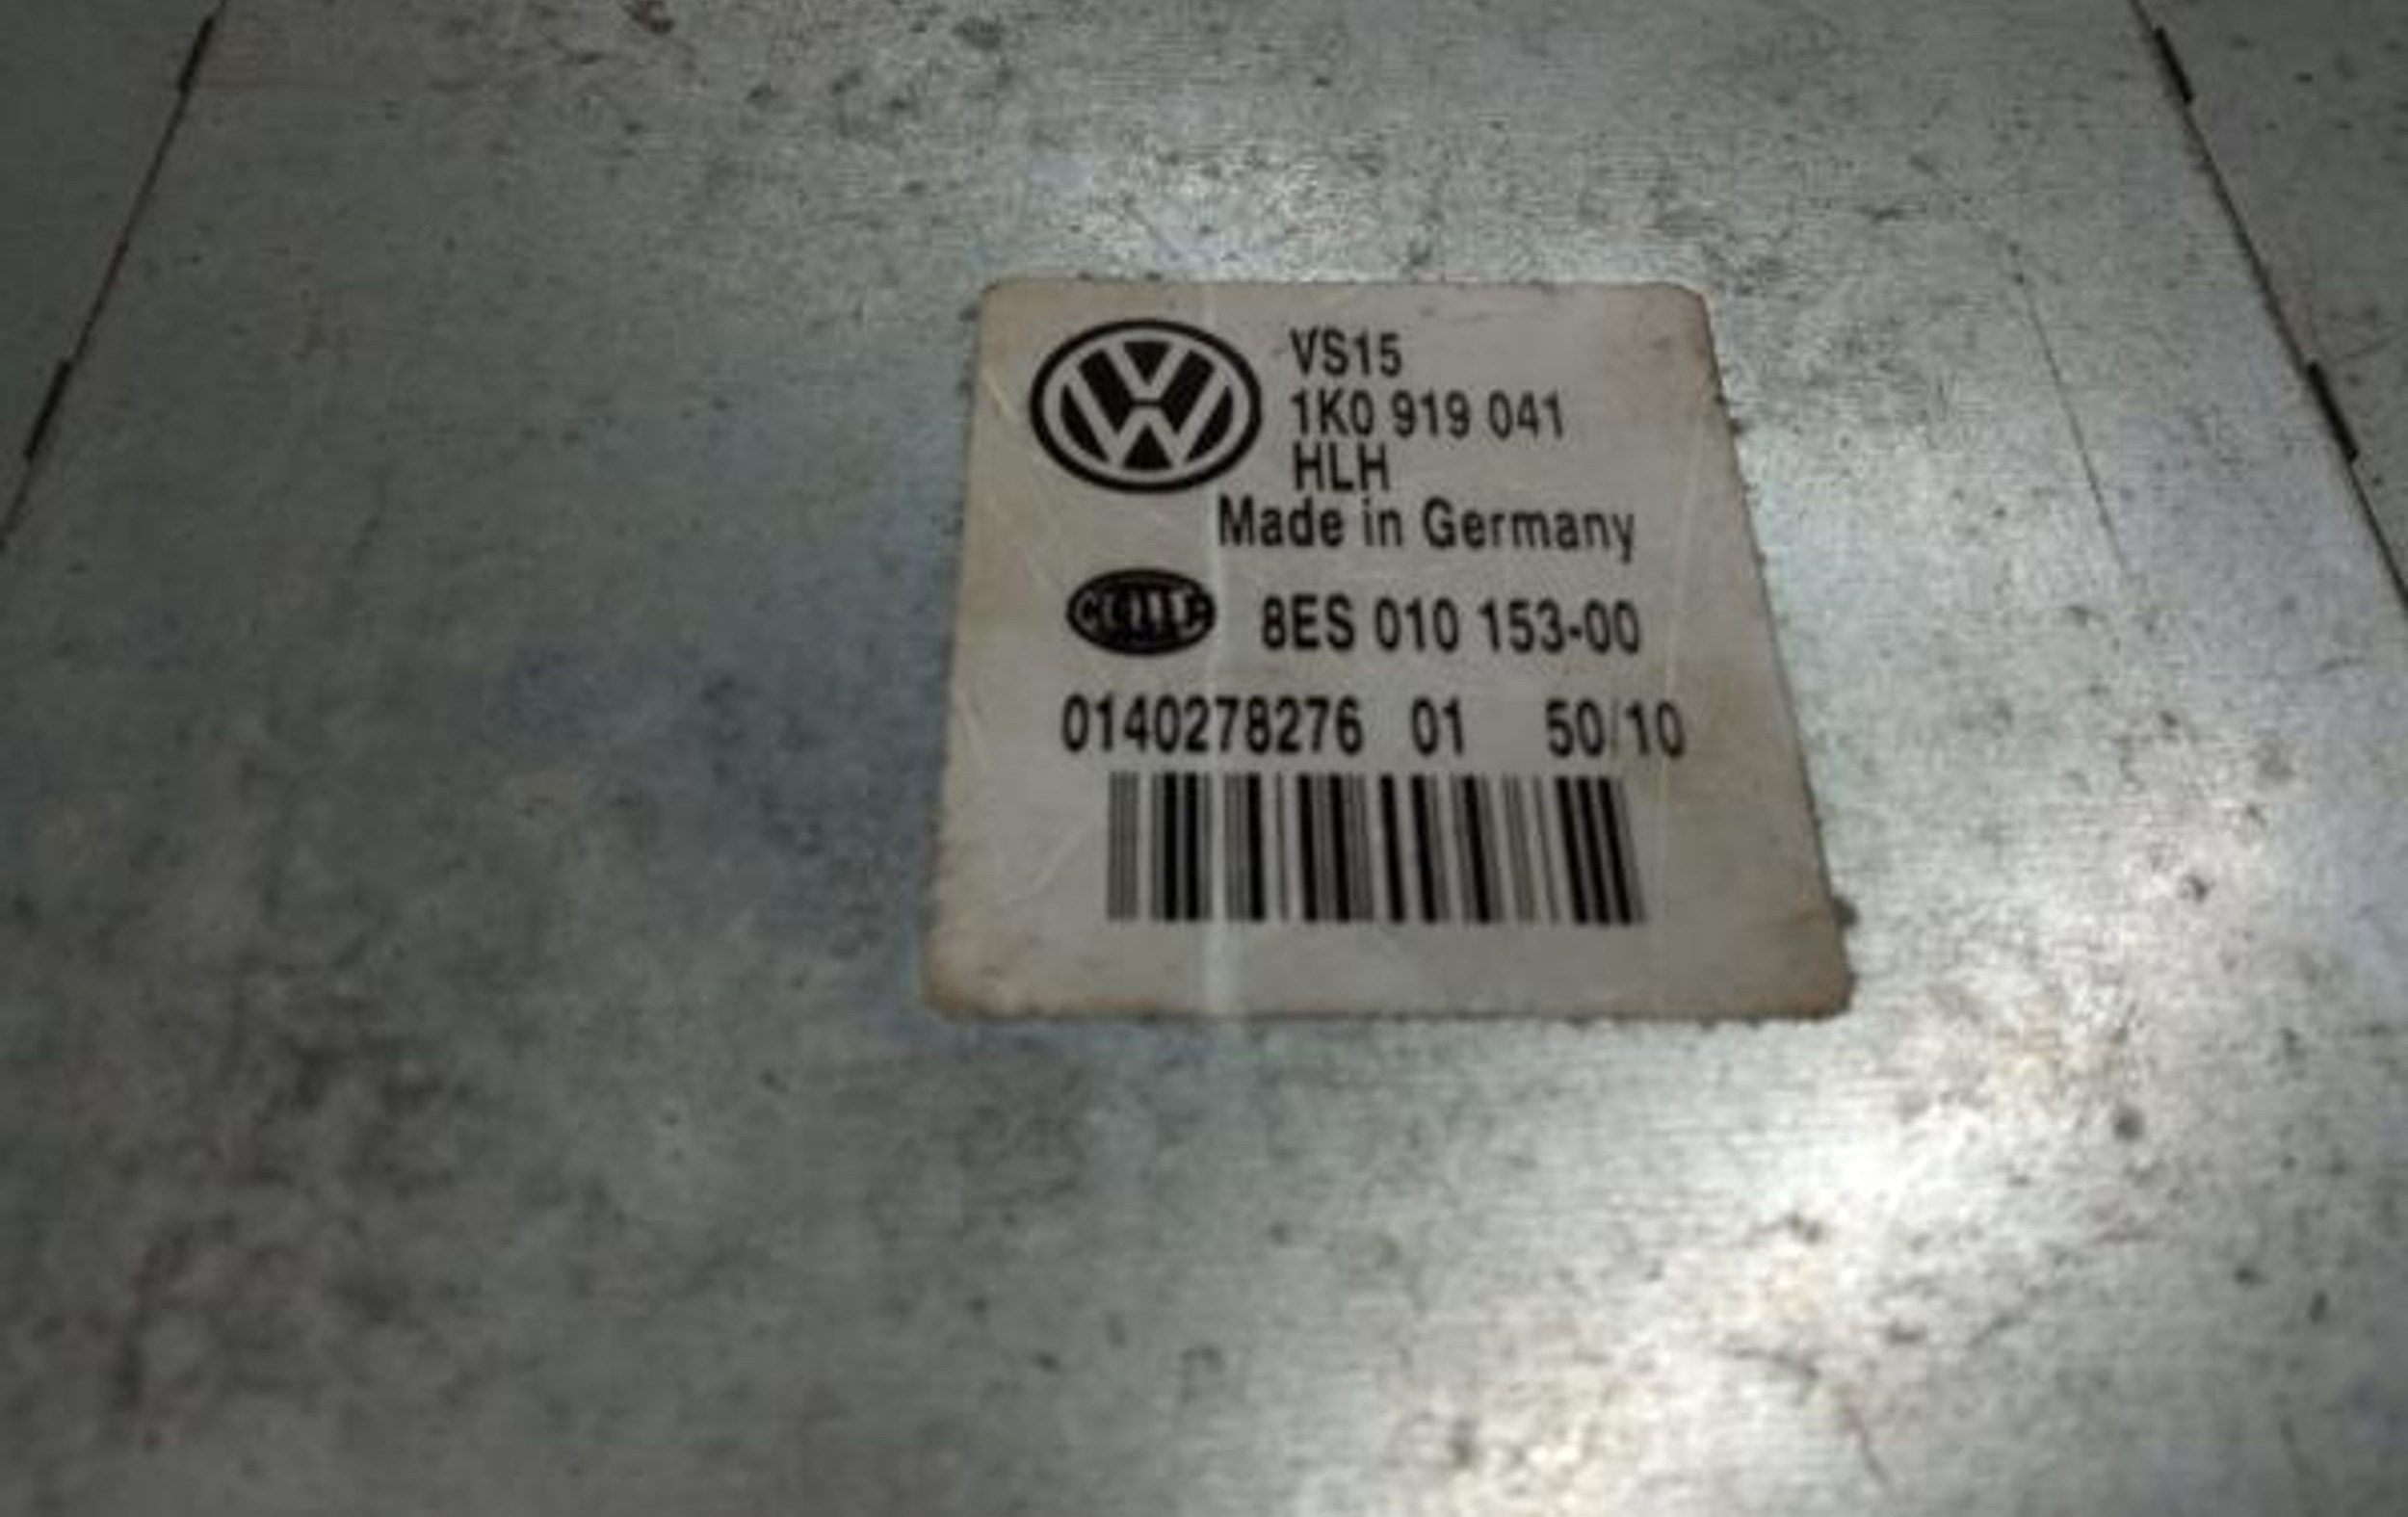 VS15
1K0 919 041
HLH
Made in Germany
8ES 010 153-00
0140278276 01 50/10